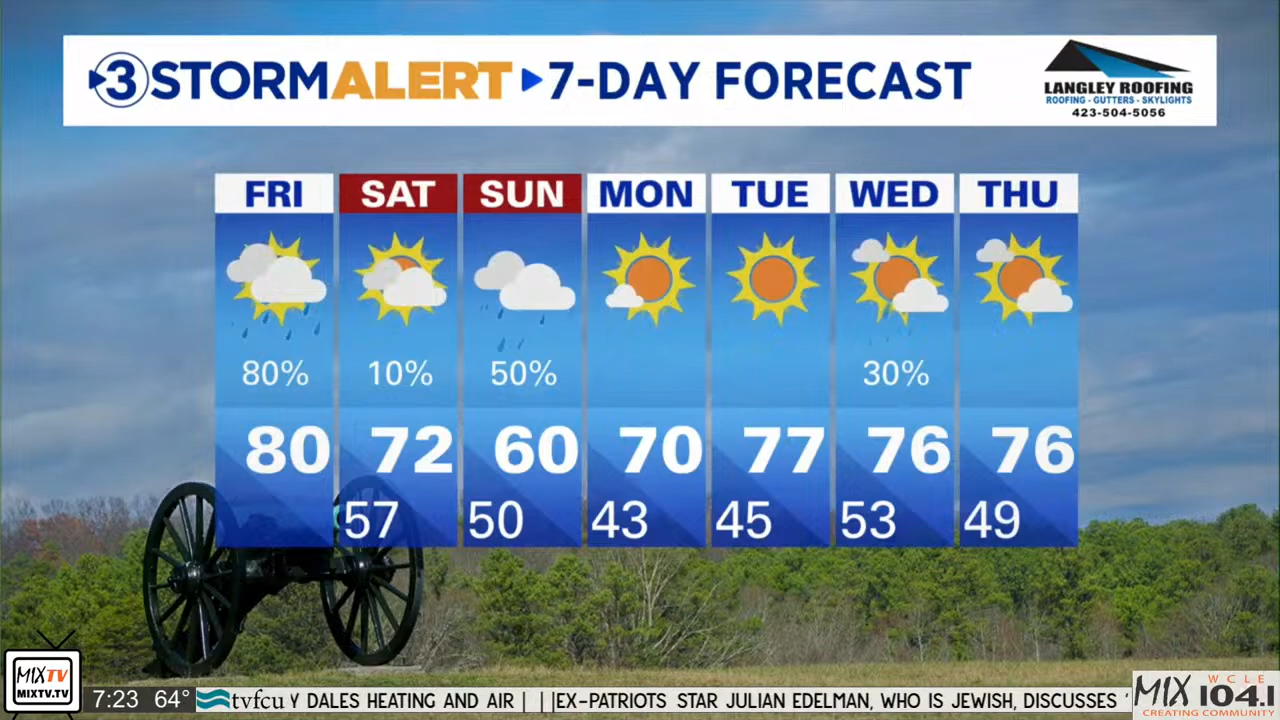 3 STORMALERT 7-DAY FORECAST
LANGLEY ROOFING
ROOFING - GUTTERS - SKYLIGHTS
423-504-5056
FRI SAT SUN MON TUE WED THU
80% 10% 50% 30%
80 72 60 70 77 76 76
57 50 43 45 53 49
MIXTV
MIXTV.TV
7:23 64° tvfcu Y DALES HEATING AND AIR | ||EX-PATRIOTS STAR JULIAN EDELMAN, WHO IS JEWISH, DISCUSSES '
WCLE
MIX 104.1
CREATING COMMUNITY